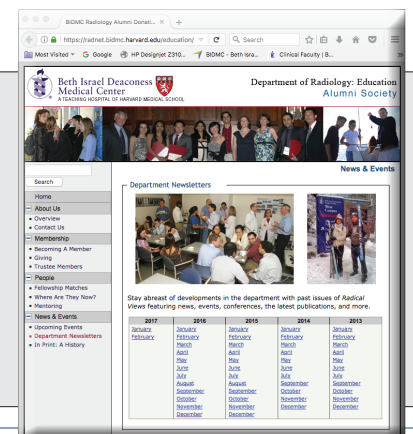 BIDMC Radiology Alumni Donati...
https://radnet.bidmc.harvard.edu/education/
Search
Most Visited
Google
HP Designjet Z310...
BIDMC - Beth Isra...
Clinical Faculty | B...
Beth Israel Deaconess
Medical Center
A TEACHING HOSPITAL OF HARVARD MEDICAL SCHOOL
Department of Radiology: Education
Alumni Society
News & Events
Search
Home
About Us
Overview
Contact Us
Membership
Becoming A Member
Giving
Trustee Members
People
Fellowship Matches
Where Are They Now?
Mentoring
News & Events
Upcoming Events
Department Newsletters
In Print: A History
Department Newsletters
Stay abreast of developments in the department with past issues of Radical
Views featuring news, events, conferences, the latest publications, and more.
2017 2016 2015 2014 2013
January January January January January
February February February February February
March March March March
April April April April
May May May May
June June June June
July July July July
August August September September
September September October October
October October November November
November November December December
December December